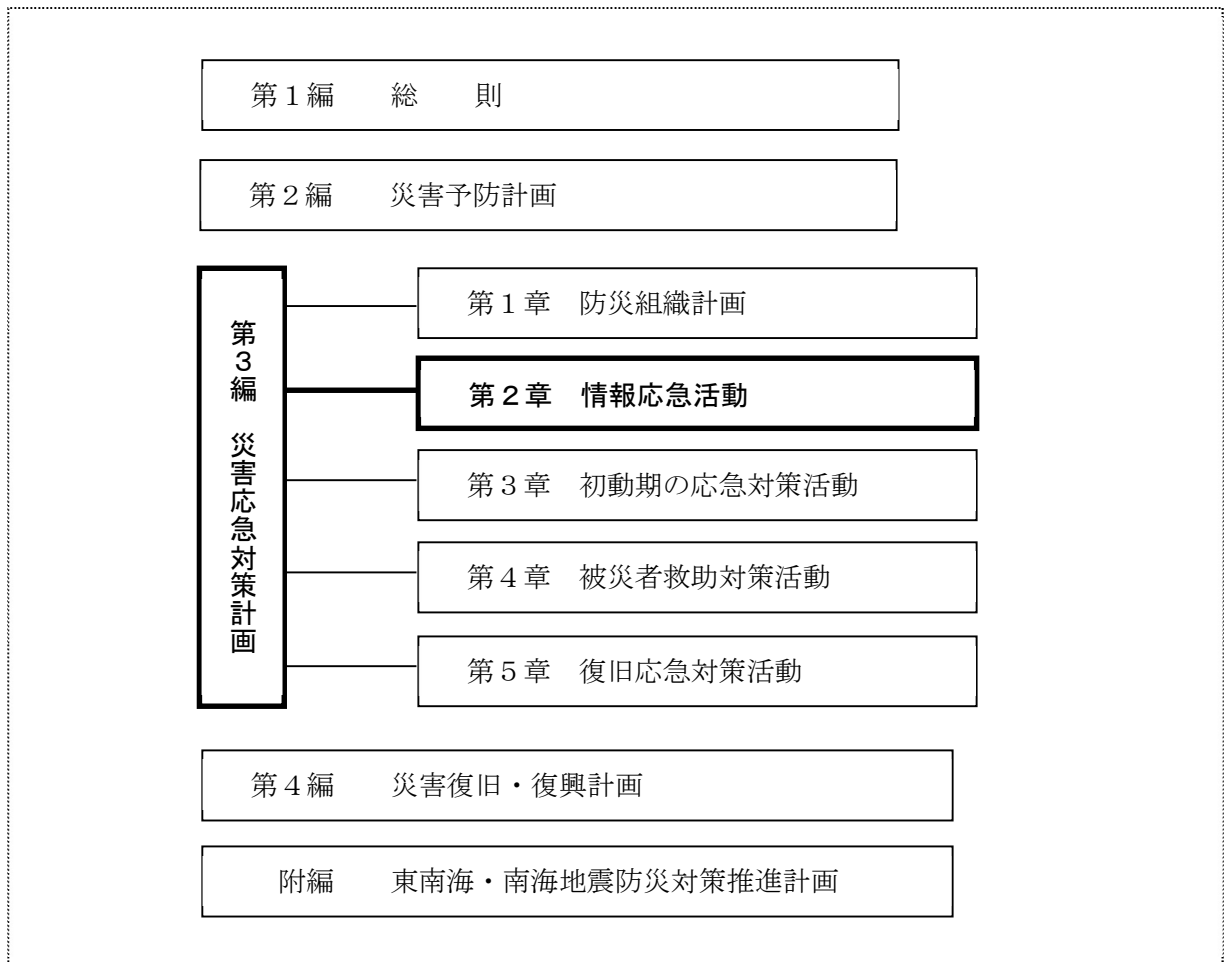 第１編　　総　　則
第２編　　災害予防計画
第３編　災害応急対策計画
第１章　防災組織計画
第２章　情報応急活動
第３章　初動期の応急対策活動
第４章　被災者救助対策活動
第５章　復旧応急対策活動
第４編　　災害復旧・復興計画
附編　　東南海・南海地震防災対策推進計画